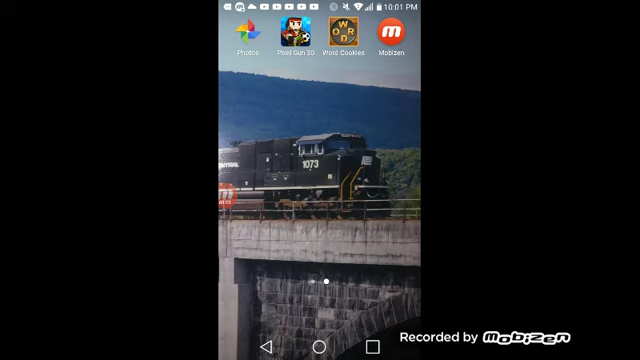 10:01 PM
Photos
Pixel Gun 3D
Word Cookies
Mobizen
W
O R
D
m
1073
Recorded by MobizeN